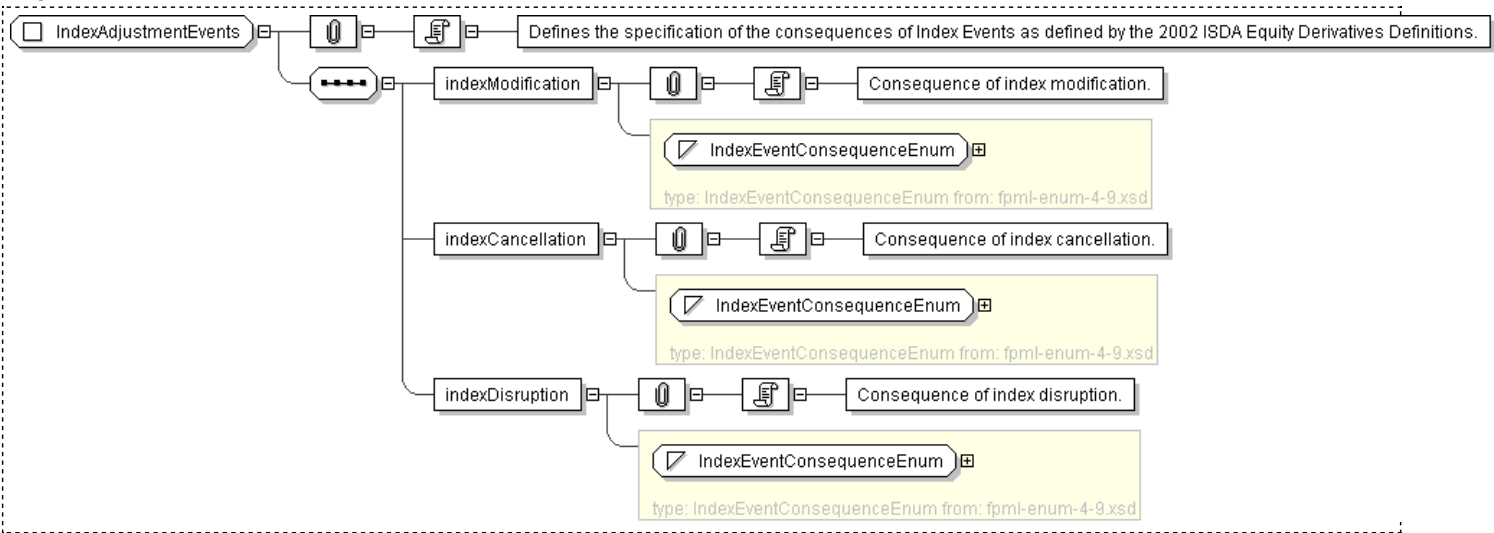 IndexAdjustmentEvents
Defines the specification of the consequences of Index Events as defined by the 2002 ISDA Equity Derivatives Definitions.
indexModification
Consequence of index modification.
IndexEventConsequenceEnum
type: IndexEventConsequenceEnum from: fpml-enum-4-9.xsd
indexCancellation
Consequence of index cancellation.
IndexEventConsequenceEnum
type: IndexEventConsequenceEnum from: fpml-enum-4-9.xsd
indexDisruption
Consequence of index disruption.
IndexEventConsequenceEnum
type: IndexEventConsequenceEnum from: fpml-enum-4-9.xsd